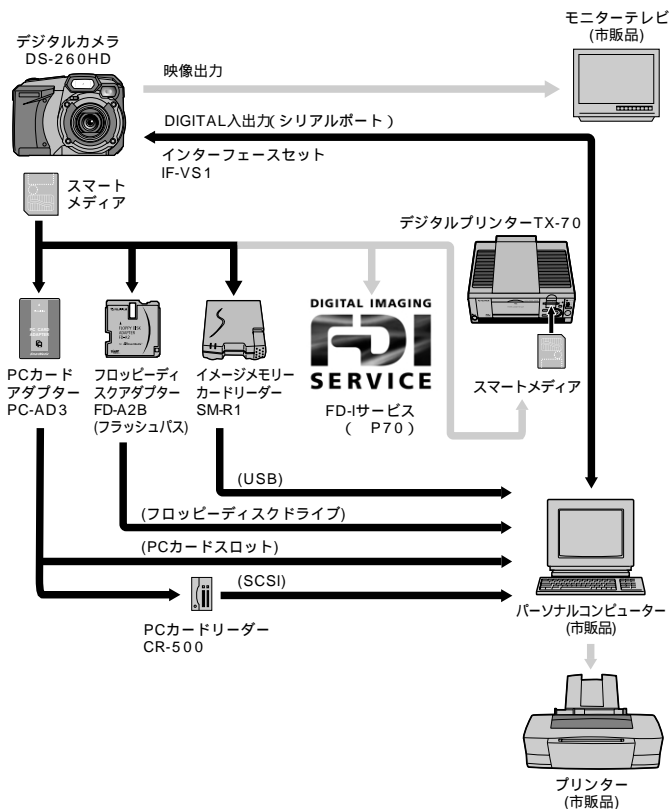 モニターテレビ
(市販品)
デジタルカメラ
DS-260HD
映像出力
DIGITAL入出力(シリアルポート)
インターフェースセット
IF-VS1
スマート
メディア
デジタルプリンターTX-70
DIGITAL IMAGING
FDI
SERVICE
PCカード
アダプター
PC-AD3
フロッピーディ
スクアダプター
FD-A2B
(フラッシュパス)
イメージメモリー
カードリーダー
SM-R1
FD-Iサービス
( P70)
スマートメディア
(USB)
(フロッピーディスクドライブ)
(PCカードスロット)
(SCSI)
PCカードリーダー
CR-500
パーソナルコンピューター
(市販品)
プリンター
(市販品)